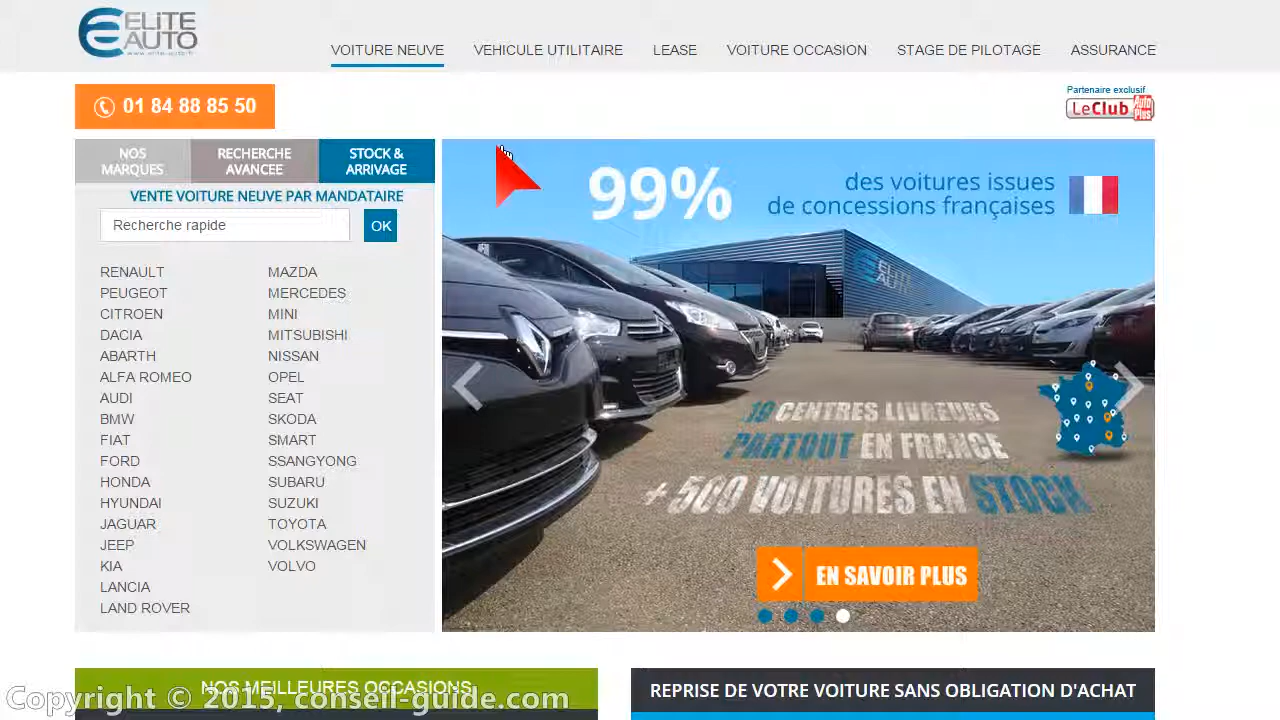 ELITE
AUTO
VOITURE NEUVE
VEHICULE UTILITAIRE
LEASE
VOITURE OCCASION
STAGE DE PILOTAGE
ASSURANCE
01 84 88 85 50
Partenaire exclusif
LeClub Auto Plus
NOS
MARQUES
RECHERCHE
AVANCEE
STOCK &
ARRIVAGE
VENTE VOITURE NEUVE PAR MANDATAIRE
Recherche rapide
OK
RENAULT
PEUGEOT
CITROEN
DACIA
ABARTH
ALFA ROMEO
AUDI
BMW
FIAT
FORD
HONDA
HYUNDAI
JAGUAR
JEEP
KIA
LANCIA
LAND ROVER
MAZDA
MERCEDES
MINI
MITSUBISHI
NISSAN
OPEL
SEAT
SKODA
SMART
SSANGYONG
SUBARU
SUZUKI
TOYOTA
VOLKSWAGEN
VOLVO
99%
des voitures issues
de concessions françaises
ELITE
AUTO
19 CENTRES LIVREURS
PARTOUT EN FRANCE
+ 500 VOITURES EN STOCK
EN SAVOIR PLUS
NOS MEILLEURES OCCASIONS
REPRISE DE VOTRE VOITURE SANS OBLIGATION D'ACHAT
Copyright © 2015, conseil-guide.com